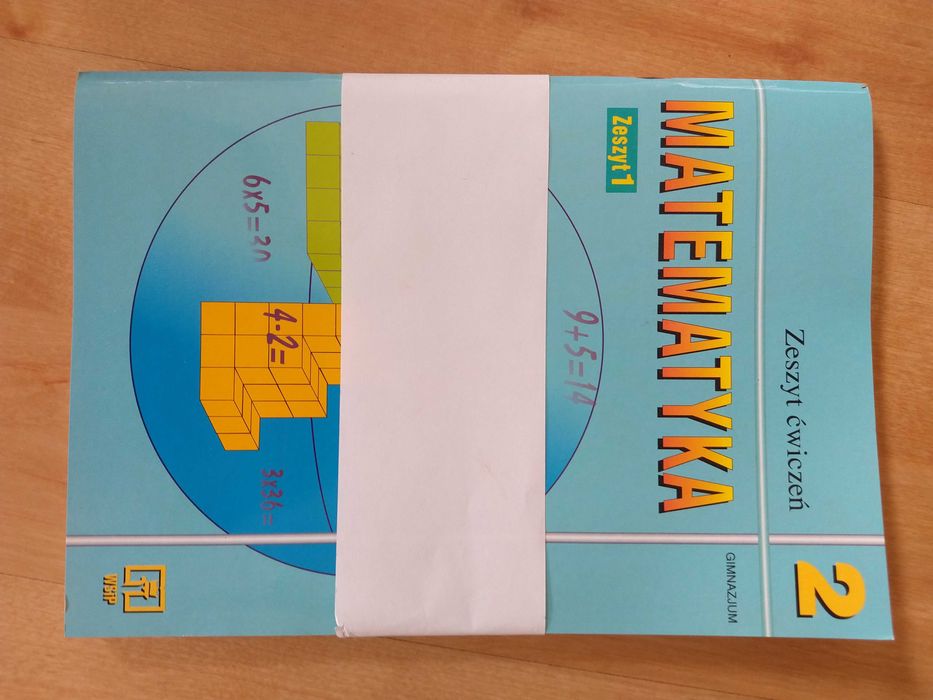 Zeszyt ćwiczeń
2
GIMNAZJUM
MATEMATYKA
Zeszyt 1
9+5=14
6x5=30
4-2=
3x36=
WSiP